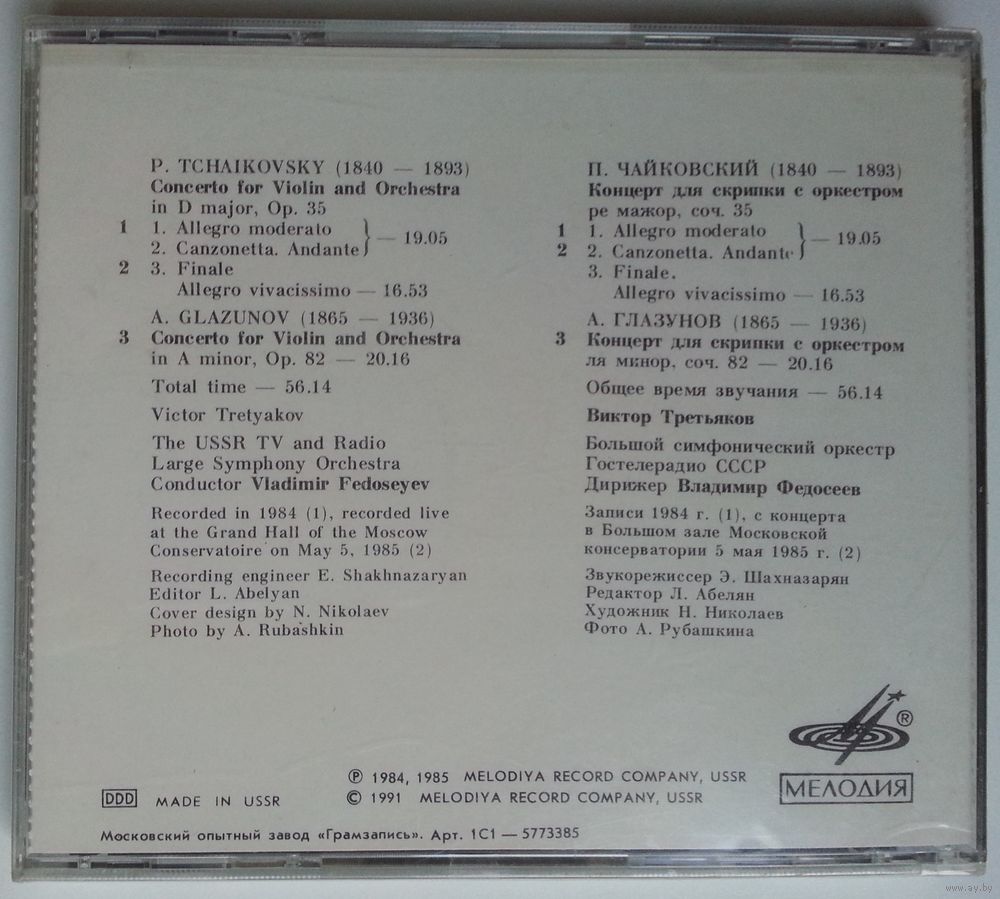 P. TCHAIKOVSKY (1840 — 1893)
Concerto for Violin and Orchestra
in D major, Op. 35
1 1. Allegro moderato
2. Canzonetta. Andante } — 19.05
2 3. Finale
Allegro vivacissimo — 16.53
A. GLAZUNOV (1865 — 1936)
3 Concerto for Violin and Orchestra
in A minor, Op. 82 — 20.16
Total time — 56.14
Victor Tretyakov
The USSR TV and Radio
Large Symphony Orchestra
Conductor Vladimir Fedoseyev
Recorded in 1984 (1), recorded live
at the Grand Hall of the Moscow
Conservatoire on May 5, 1985 (2)
Recording engineer E. Shakhnazaryan
Editor L. Abelyan
Cover design by N. Nikolaev
Photo by A. Rubashkin
П. ЧАЙКОВСКИЙ (1840 — 1893)
Концерт для скрипки с оркестром
ре мажор, соч. 35
1 1. Allegro moderato
2 2. Canzonetta. Andante } — 19.05
3. Finale.
Allegro vivacissimo — 16.53
А. ГЛАЗУНОВ (1865 — 1936)
3 Концерт для скрипки с оркестром
ля минор, соч. 82 — 20.16
Общее время звучания — 56.14
Виктор Третьяков
Большой симфонический оркестр
Гостелерадио СССР
Дирижер Владимир Федосеев
Записи 1984 г. (1), с концерта
в Большом зале Московской
консерватории 5 мая 1985 г. (2)
Звукорежиссер Э. Шахназарян
Редактор Л. Абелян
Художник Н. Николаев
Фото А. Рубашкина
®
МЕЛОДИЯ
℗ 1984, 1985 MELODIYA RECORD COMPANY, USSR
© 1991 MELODIYA RECORD COMPANY, USSR
DDD MADE IN USSR
Московский опытный завод «Грамзапись». Арт. 1С1 — 5773385
www.ay.by